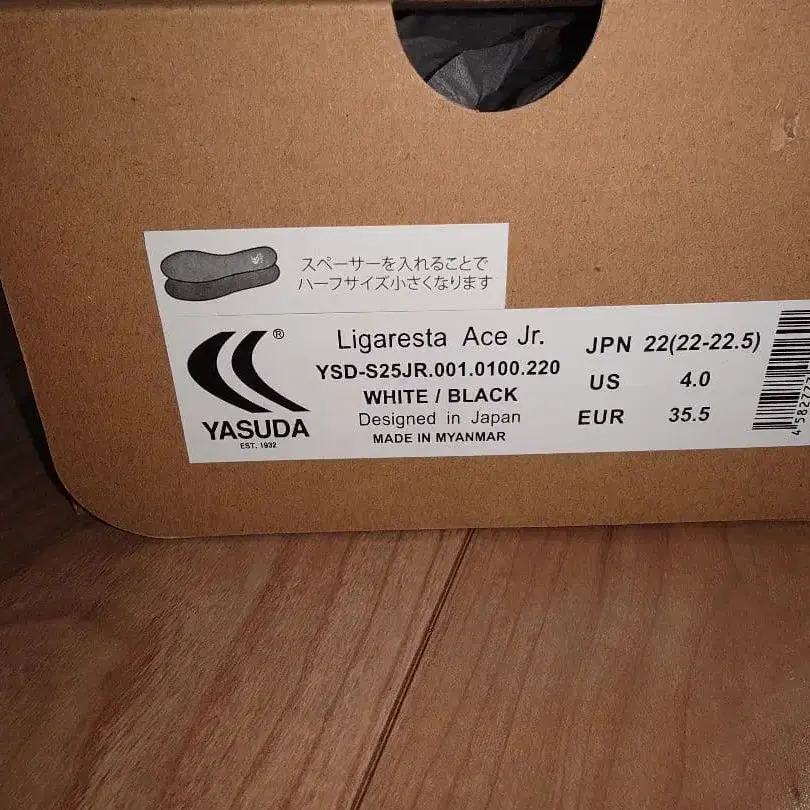 スペーサーを入れることで
ハーフサイズ小さくなります
®
YASUDA
EST. 1932
Ligaresta Ace Jr.
YSD-S25JR.001.0100.220
WHITE / BLACK
Designed in Japan
MADE IN MYANMAR
JPN 22(22-22.5)
US 4.0
EUR 35.5